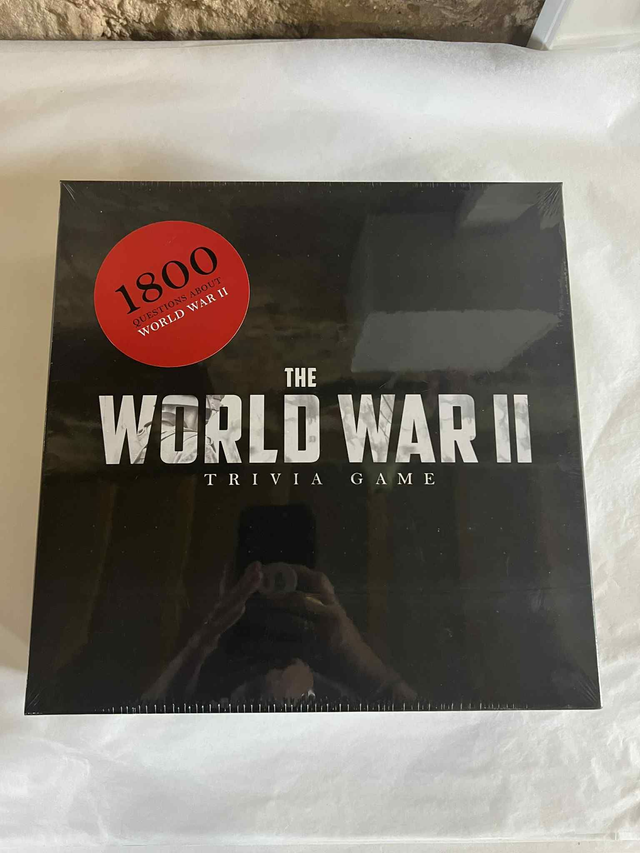 1800
QUESTIONS ABOUT
WORLD WAR II
THE
WORLD WAR II
TRIVIA GAME